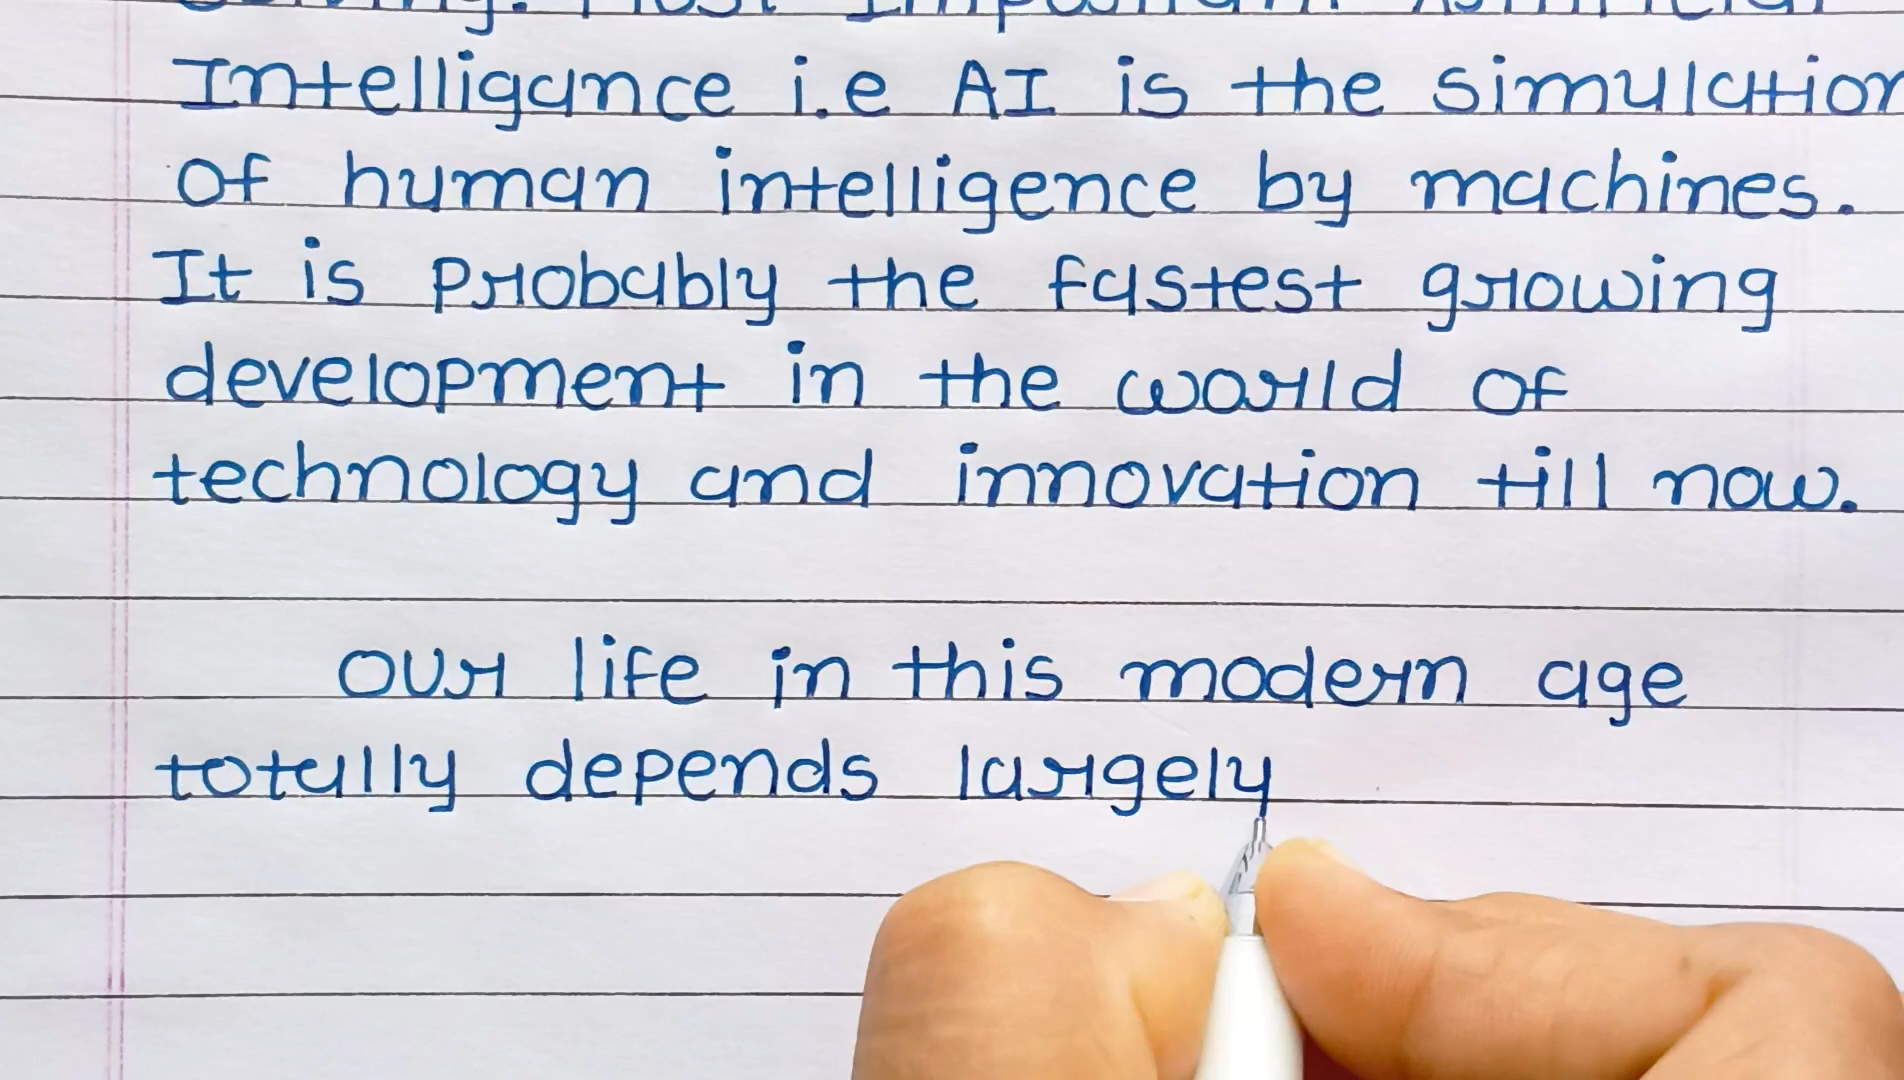 Intelligance i.e AI is the simulation
of human intelligence by machines.
It is Probably the fastest growing
development in the world of
technology and innovation till now.
Our life in this modern age
totally depends largely